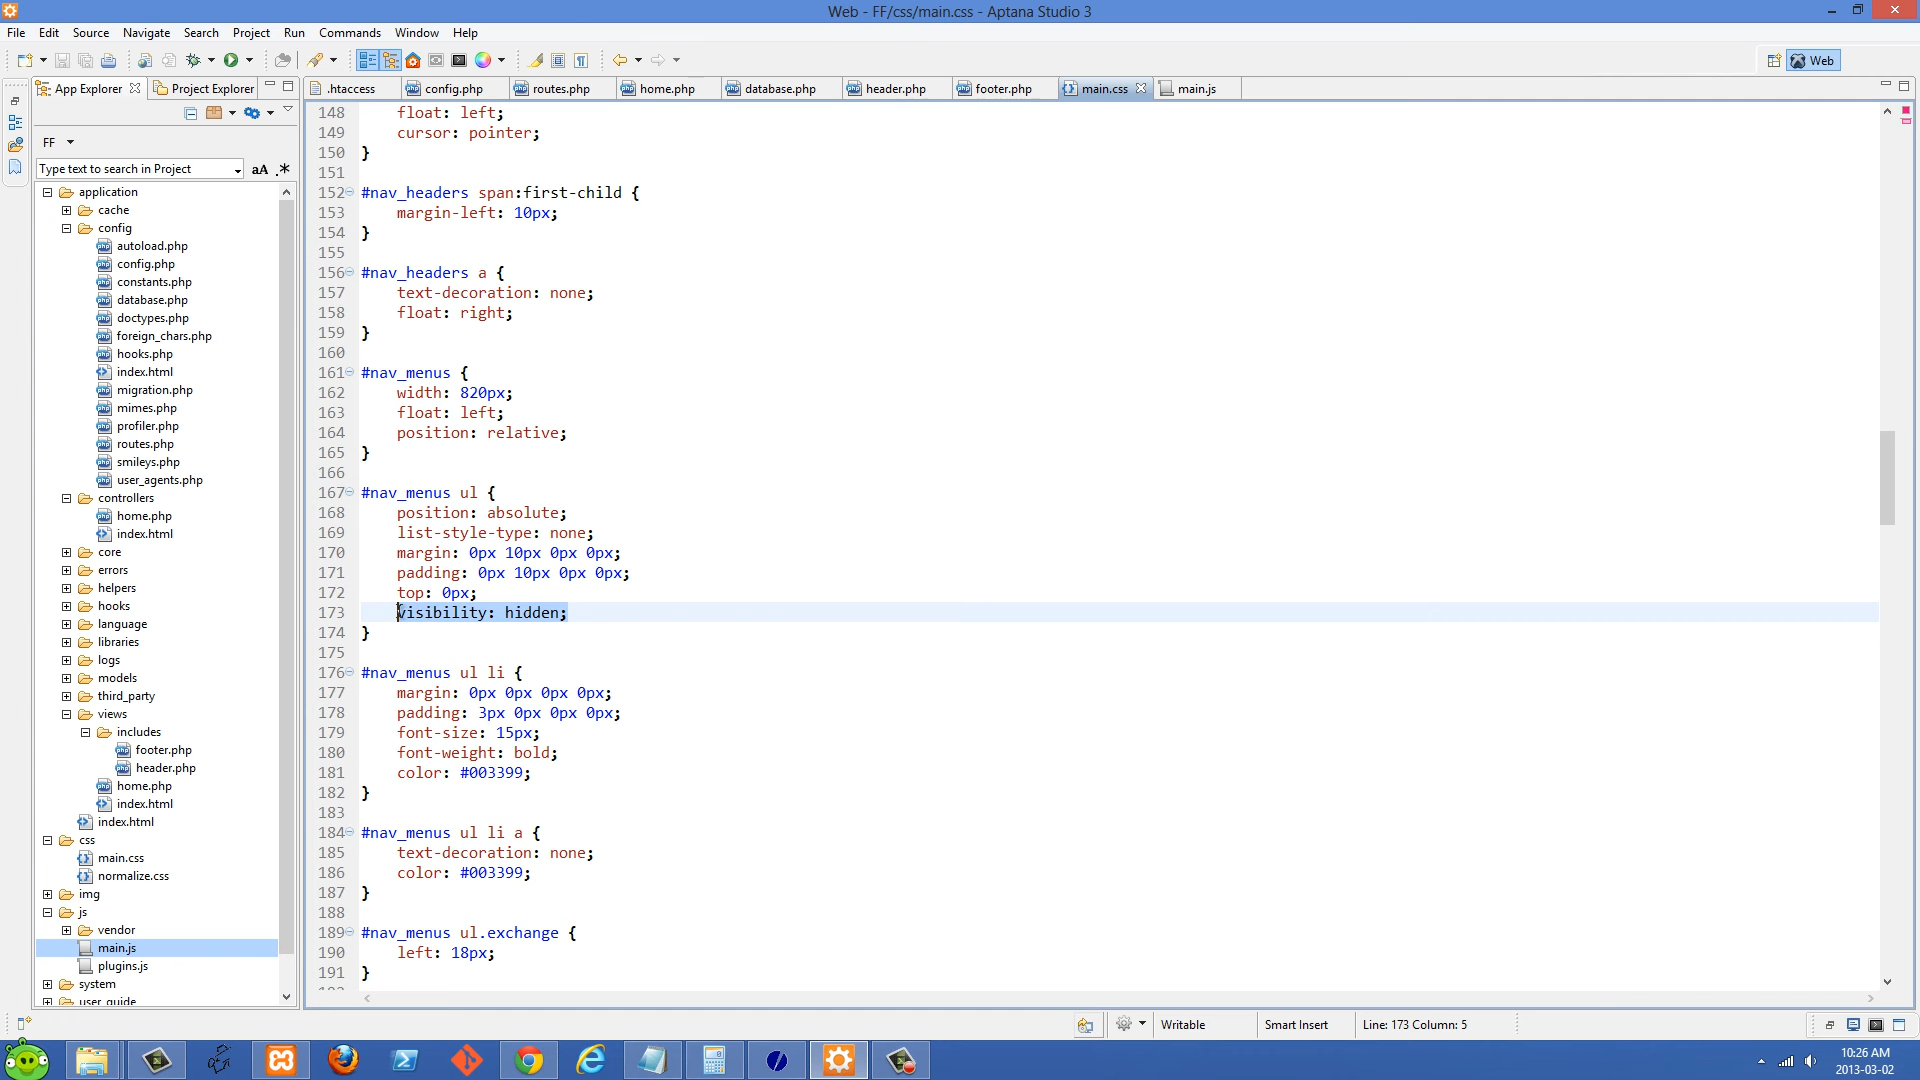 Web - FF/css/main.css - Aptana Studio 3
File Edit Source Navigate Search Project Run Commands Window Help
Web
App Explorer Project Explorer
.htaccess config.php routes.php home.php database.php header.php footer.php main.css main.js
FF
Type text to search in Project aA .*
application
cache
config
autoload.php
config.php
constants.php
database.php
doctypes.php
foreign_chars.php
hooks.php
index.html
migration.php
mimes.php
profiler.php
routes.php
smileys.php
user_agents.php
controllers
home.php
index.html
core
errors
helpers
hooks
language
libraries
logs
models
third_party
views
includes
footer.php
header.php
home.php
index.html
index.html
css
main.css
normalize.css
img
js
vendor
main.js
plugins.js
system
user_guide
148 float: left;
149 cursor: pointer;
150 }
151
152 #nav_headers span:first-child {
153 margin-left: 10px;
154 }
155
156 #nav_headers a {
157 text-decoration: none;
158 float: right;
159 }
160
161 #nav_menus {
162 width: 820px;
163 float: left;
164 position: relative;
165 }
166
167 #nav_menus ul {
168 position: absolute;
169 list-style-type: none;
170 margin: 0px 10px 0px 0px;
171 padding: 0px 10px 0px 0px;
172 top: 0px;
173 visibility: hidden;
174 }
175
176 #nav_menus ul li {
177 margin: 0px 0px 0px 0px;
178 padding: 3px 0px 0px 0px;
179 font-size: 15px;
180 font-weight: bold;
181 color: #003399;
182 }
183
184 #nav_menus ul li a {
185 text-decoration: none;
186 color: #003399;
187 }
188
189 #nav_menus ul.exchange {
190 left: 18px;
191 }
Writable Smart Insert Line: 173 Column: 5
10:26 AM
2013-03-02